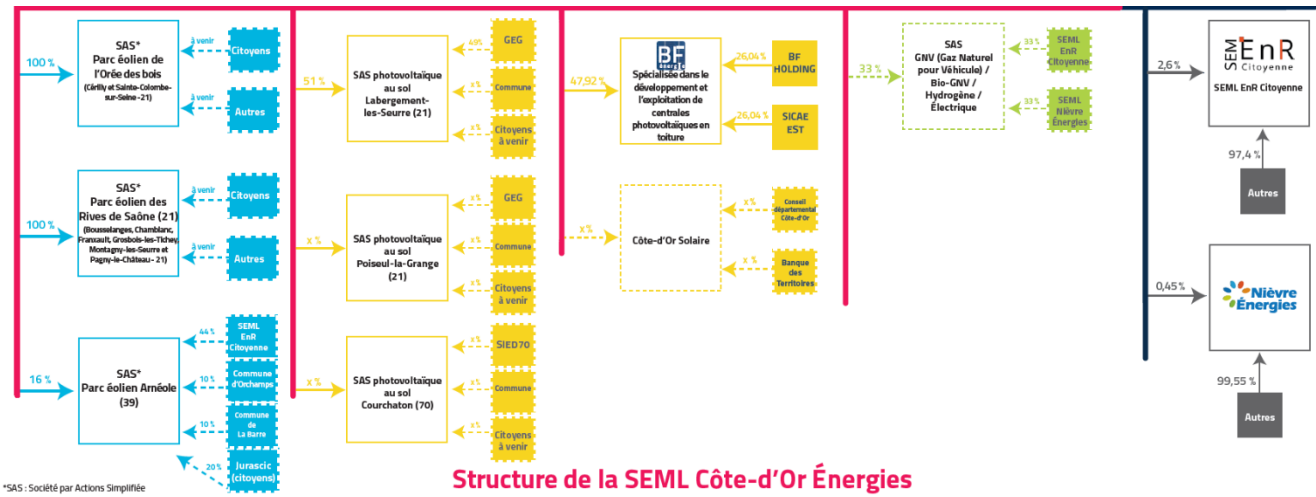 100 %
SAS*
Parc éolien de
l'Orée des bois
(Cérilly et Sainte-Colombe-
sur-Seine - 21)
à venir
Citoyens
à venir
Autres
100 %
SAS*
Parc éolien des
Rives de Saône (21)
(Bousselanges, Chamblanc,
Franxault, Grosbois-les-Tichey,
Montagny-les-Seurre et
Pagny-le-Château - 21)
à venir
Citoyens
à venir
Autres
16 %
SAS*
Parc éolien Arnéole
(39)
44 %
SEML
EnR
Citoyenne
10 %
Commune
d'Orchamps
10 %
Commune
de
La Barre
20%
Jurascic
(citoyens)
51 %
SAS photovoltaïque
au sol
Labergement-
les-Seurre (21)
49%
GEG
x %
Commune
x %
Citoyens
à venir
x %
SAS photovoltaïque
au sol
Poiseul-la-Grange
(21)
x %
GEG
x %
Commune
x %
Citoyens
à venir
x %
SAS photovoltaïque
au sol
Courchaton (70)
x %
SIED70
x %
Commune
x %
Citoyens
à venir
47,92 %
BF
énergie
Spécialisée dans le
développement et
l'exploitation de
centrales
photovoltaïques en
toiture
26,04 %
BF
HOLDING
26,04 %
SICAE
EST
x %
Côte-d'Or Solaire
x %
Conseil
départemental
Côte-d'Or
x %
Banque
des
Territoires
33 %
SAS
GNV (Gaz Naturel
pour Véhicule) /
Bio-GNV /
Hydrogène /
Électrique
33 %
SEML
EnR
Citoyenne
33 %
SEML
Nièvre
Énergies
2,6 %
SEM EnR
Citoyenne
SEML EnR Citoyenne
97,4 %
Autres
0,45 %
Nièvre
Énergies
99,55 %
Autres
*SAS : Société par Actions Simplifiée
Structure de la SEML Côte-d'Or Énergies